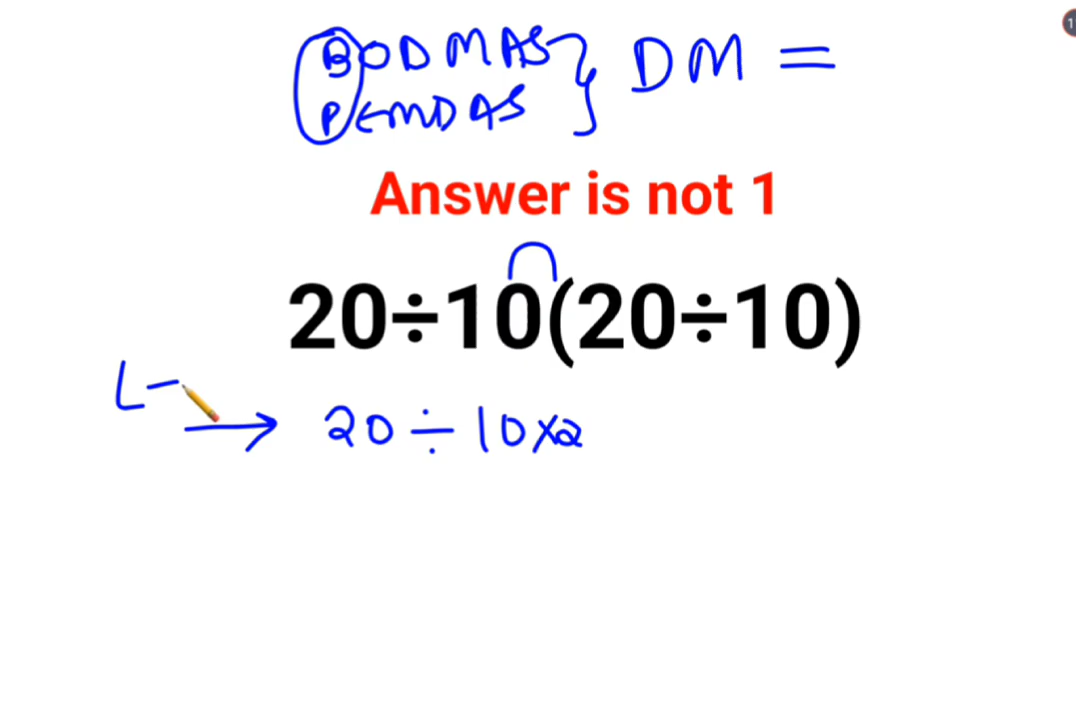 BODMAS } DM =
PEMDAS
Answer is not 1
20÷10(20÷10)
L-
→ 20 ÷ 10×2